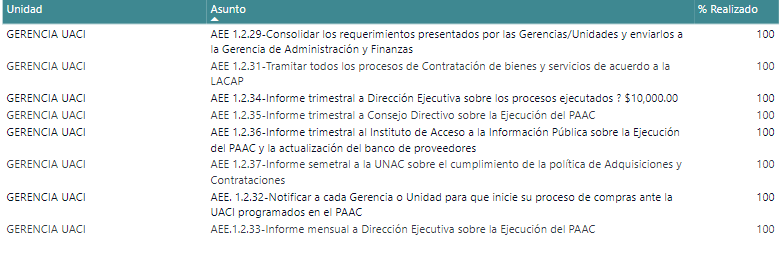 Unidad Asunto % Realizado
GERENCIA UACI AEE 1.2.29-Consolidar los requerimientos presentados por las Gerencias/Unidades y enviarlos a 100
la Gerencia de Administración y Finanzas
GERENCIA UACI AEE 1.2.31-Tramitar todos los procesos de Contratación de bienes y servicios de acuerdo a la 100
LACAP
GERENCIA UACI AEE 1.2.34-Informe trimestral a Dirección Ejecutiva sobre los procesos ejecutados ? $10,000.00 100
GERENCIA UACI AEE 1.2.35-Informe trimestral a Consejo Directivo sobre la Ejecución del PAAC 100
GERENCIA UACI AEE 1.2.36-Informe trimestral al Instituto de Acceso a la Información Pública sobre la Ejecución 100
del PAAC y la actualización del banco de proveedores
GERENCIA UACI AEE 1.2.37-Informe semetral a la UNAC sobre el cumplimiento de la política de Adquisiciones y 100
Contrataciones
GERENCIA UACI AEE. 1.2.32-Notificar a cada Gerencia o Unidad para que inicie su proceso de compras ante la 100
UACI programados en el PAAC
GERENCIA UACI AEE.1.2.33-Informe mensual a Dirección Ejecutiva sobre la Ejecución del PAAC 100